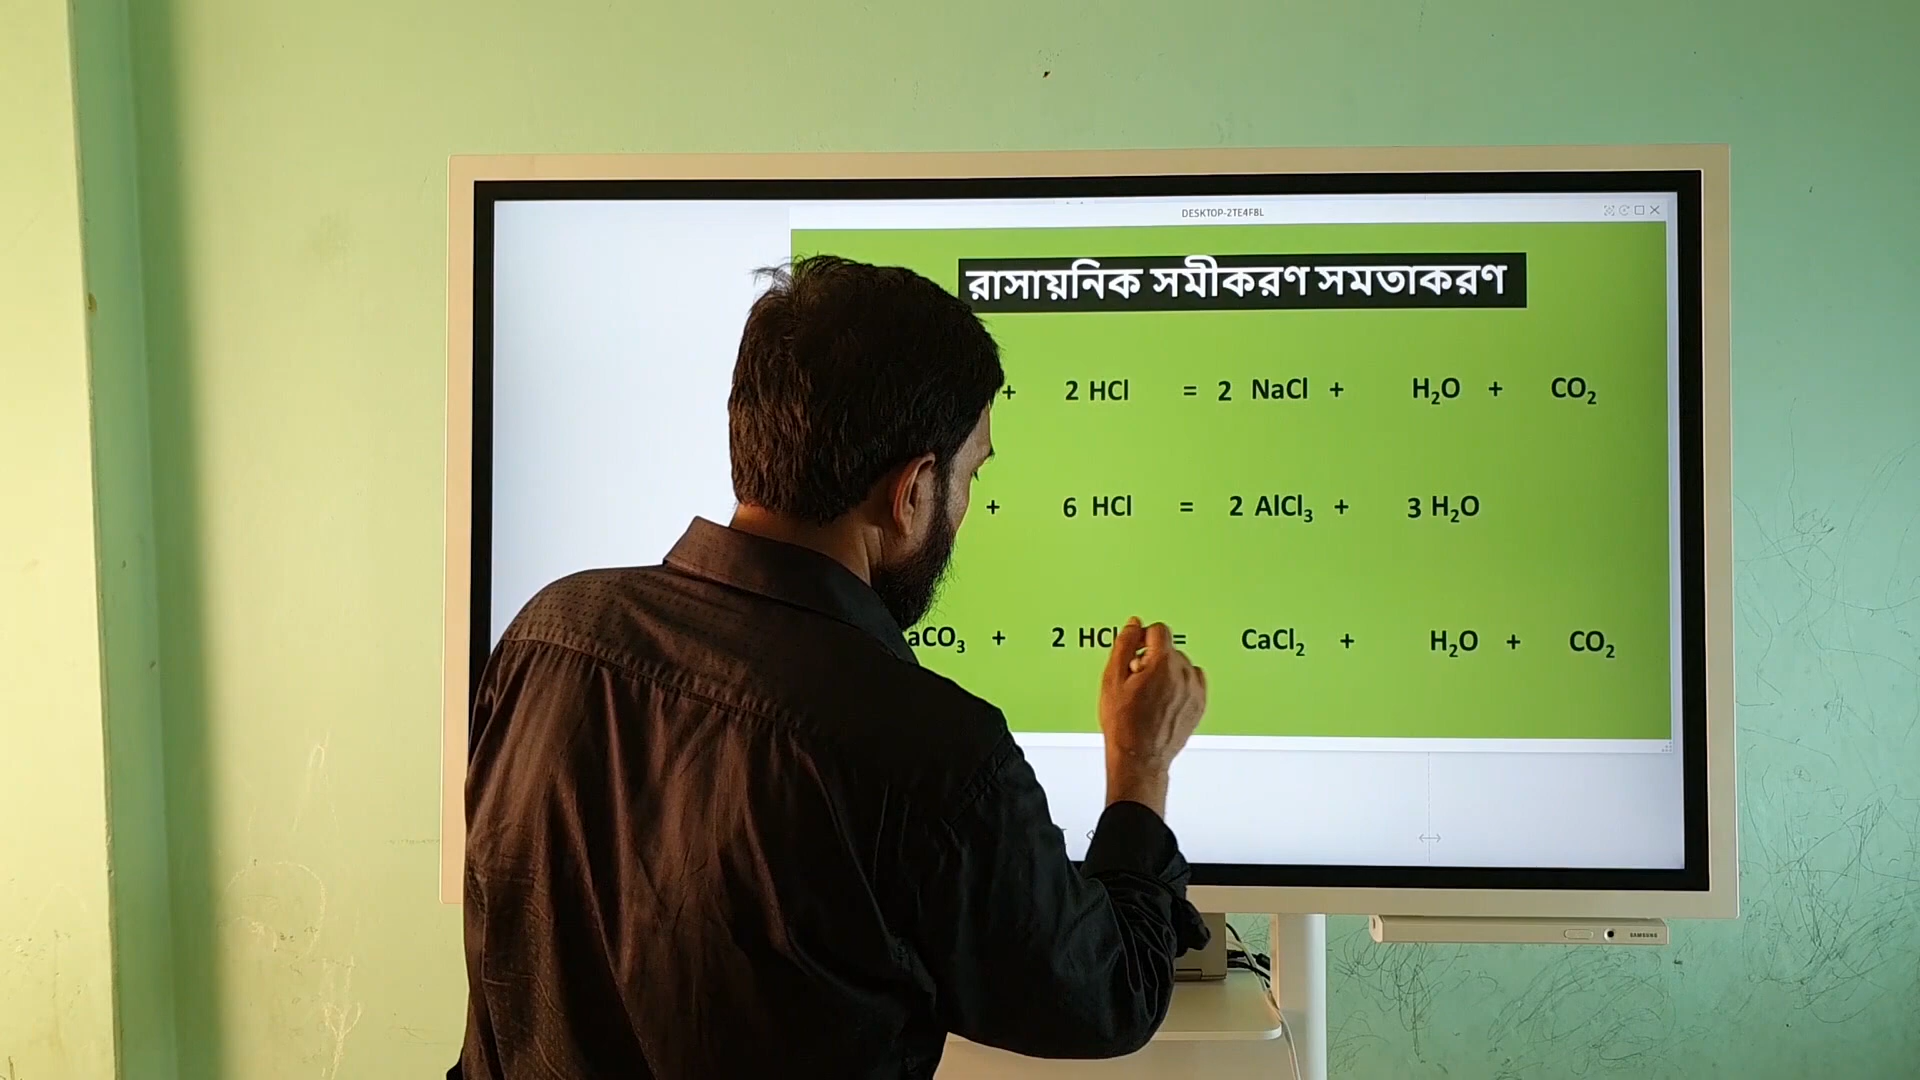 DESKTOP-2TE4FBL
রাসায়নিক সমীকরণ সমতাকরণ
+ 2 HCl = 2 NaCl + H₂O + CO₂
+ 6 HCl = 2 AlCl₃ + 3 H₂O
aCO₃ + 2 HCl = CaCl₂ + H₂O + CO₂
SAMSUNG